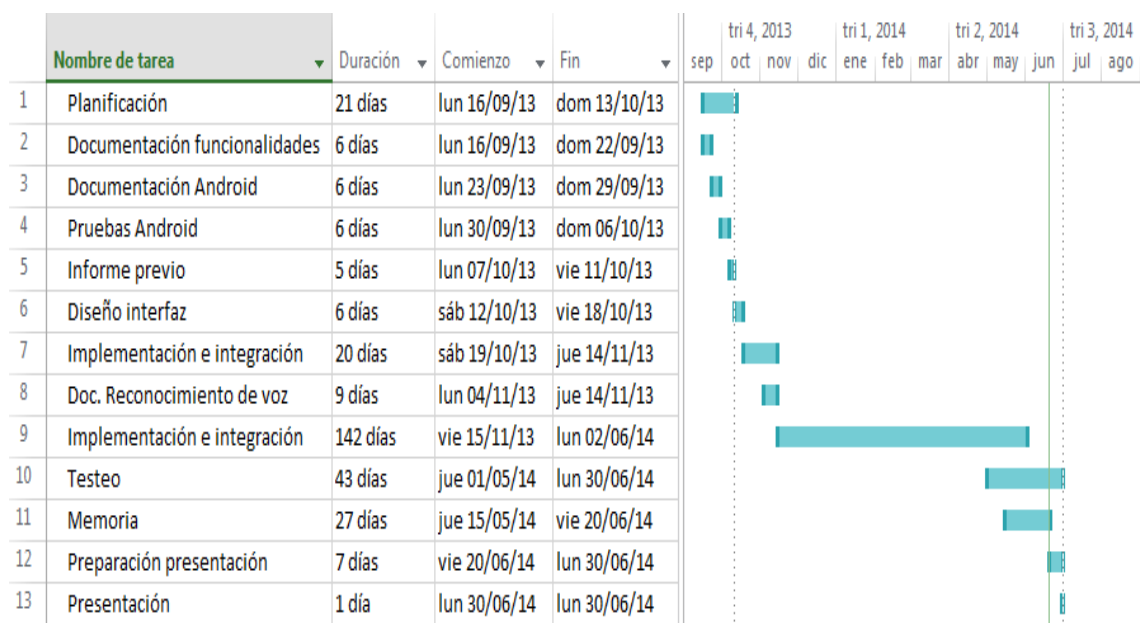 tri 4, 2013 tri 1, 2014 tri 2, 2014 tri 3, 2014
Nombre de tarea Duración Comienzo Fin sep oct nov dic ene feb mar abr may jun jul ago
1 Planificación 21 días lun 16/09/13 dom 13/10/13
2 Documentación funcionalidades 6 días lun 16/09/13 dom 22/09/13
3 Documentación Android 6 días lun 23/09/13 dom 29/09/13
4 Pruebas Android 6 días lun 30/09/13 dom 06/10/13
5 Informe previo 5 días lun 07/10/13 vie 11/10/13
6 Diseño interfaz 6 días sáb 12/10/13 vie 18/10/13
7 Implementación e integración 20 días sáb 19/10/13 jue 14/11/13
8 Doc. Reconocimiento de voz 9 días lun 04/11/13 jue 14/11/13
9 Implementación e integración 142 días vie 15/11/13 lun 02/06/14
10 Testeo 43 días jue 01/05/14 lun 30/06/14
11 Memoria 27 días jue 15/05/14 vie 20/06/14
12 Preparación presentación 7 días vie 20/06/14 lun 30/06/14
13 Presentación 1 día lun 30/06/14 lun 30/06/14